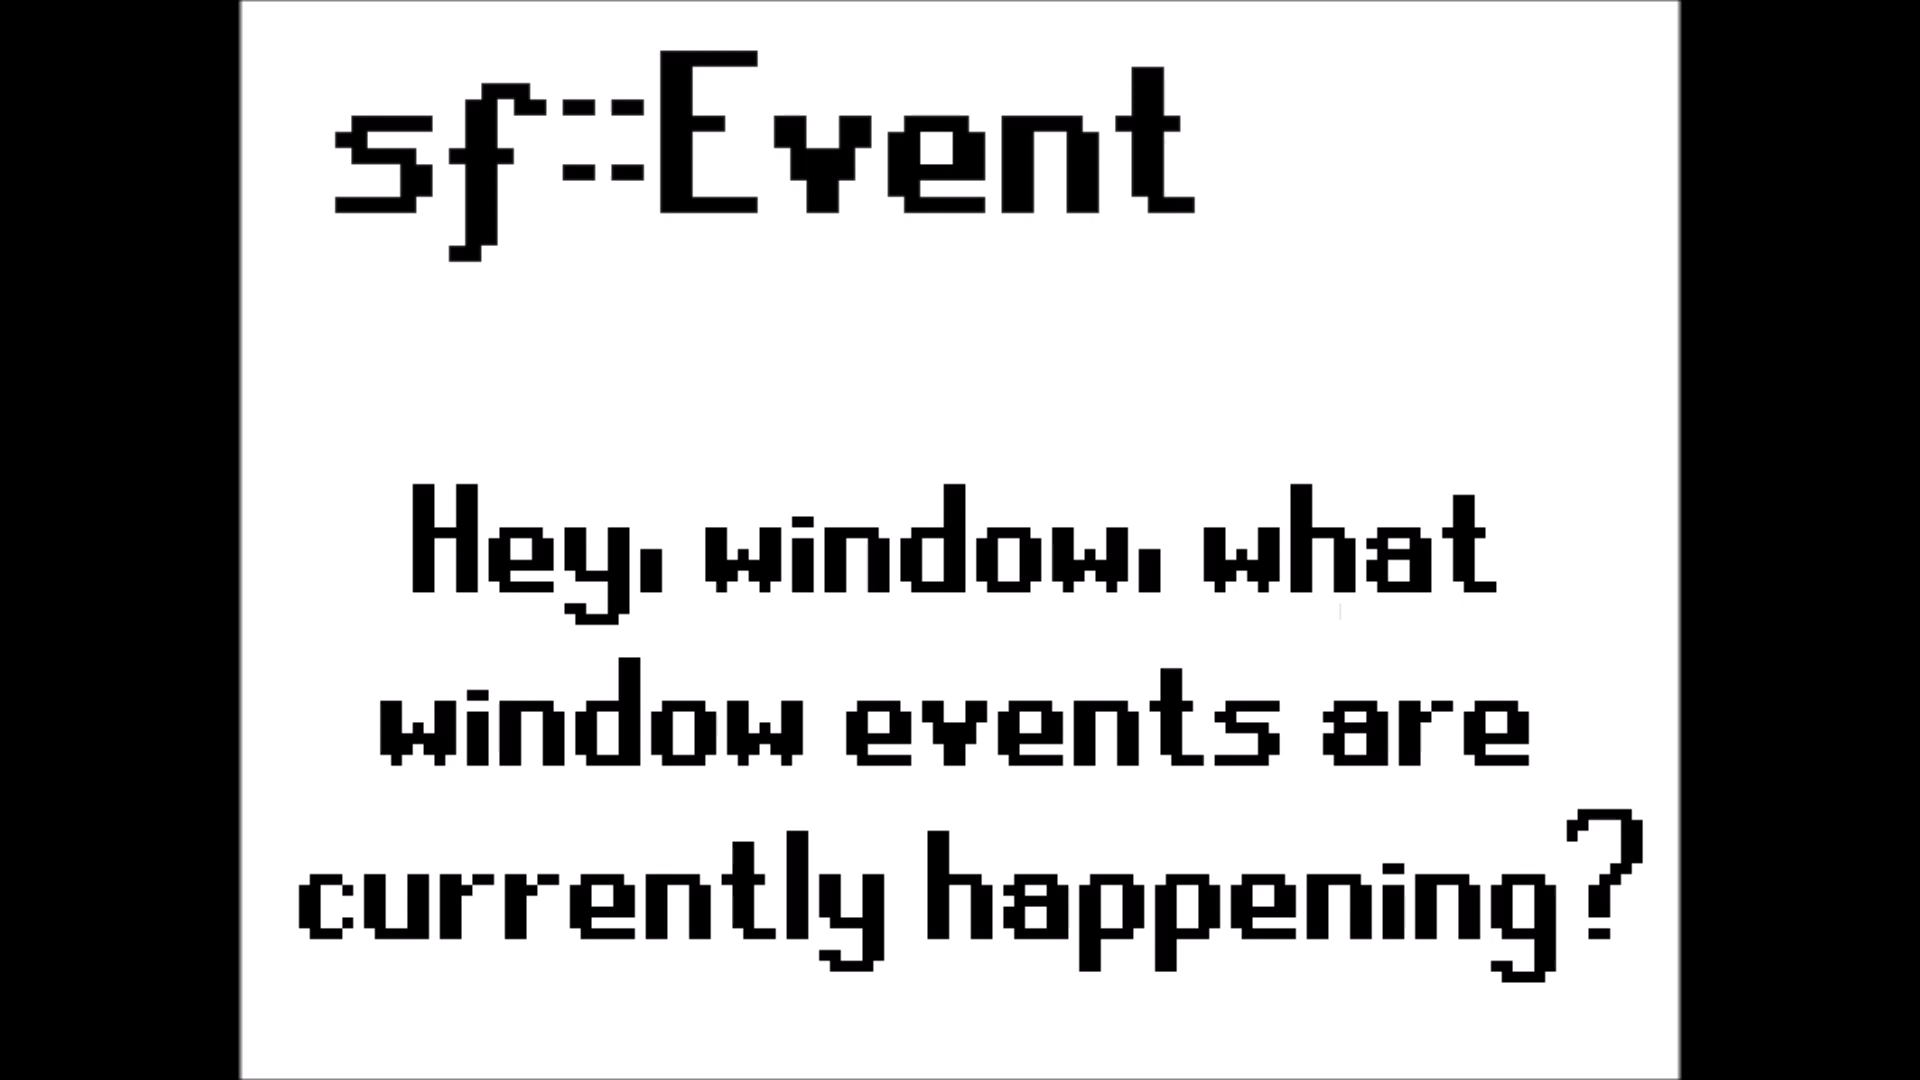 sf::Event
Hey, window, what
window events are
currently happening?